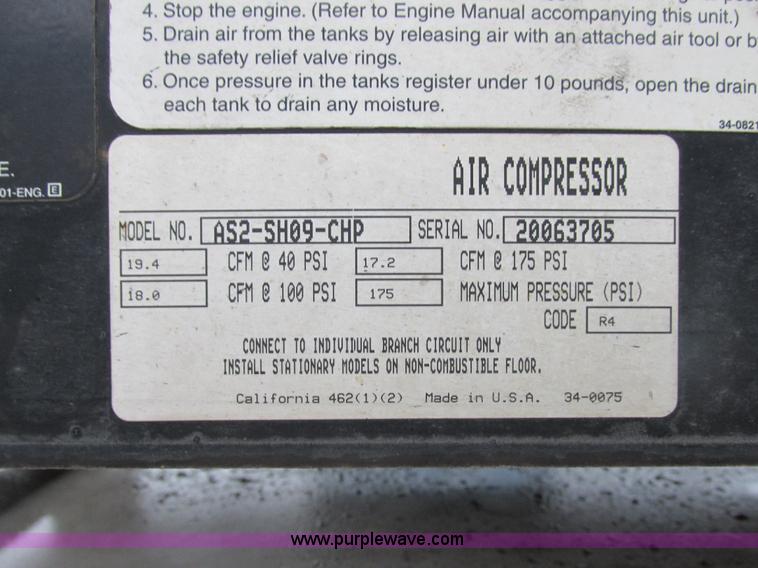 4. Stop the engine. (Refer to Engine Manual accompanying this unit.)
5. Drain air from the tanks by releasing air with an attached air tool or b
the safety relief valve rings.
6. Once pressure in the tanks register under 10 pounds, open the drain
each tank to drain any moisture.
34-0821
E.
01-ENG. E
AIR COMPRESSOR
MODEL NO. AS2-SH09-CHP SERIAL NO. 20063705
19.4 CFM @ 40 PSI 17.2 CFM @ 175 PSI
18.0 CFM @ 100 PSI 175 MAXIMUM PRESSURE (PSI)
CODE R4
CONNECT TO INDIVIDUAL BRANCH CIRCUIT ONLY
INSTALL STATIONARY MODELS ON NON-COMBUSTIBLE FLOOR.
California 462(1)(2) Made in U.S.A. 34-0075
www.purplewave.com